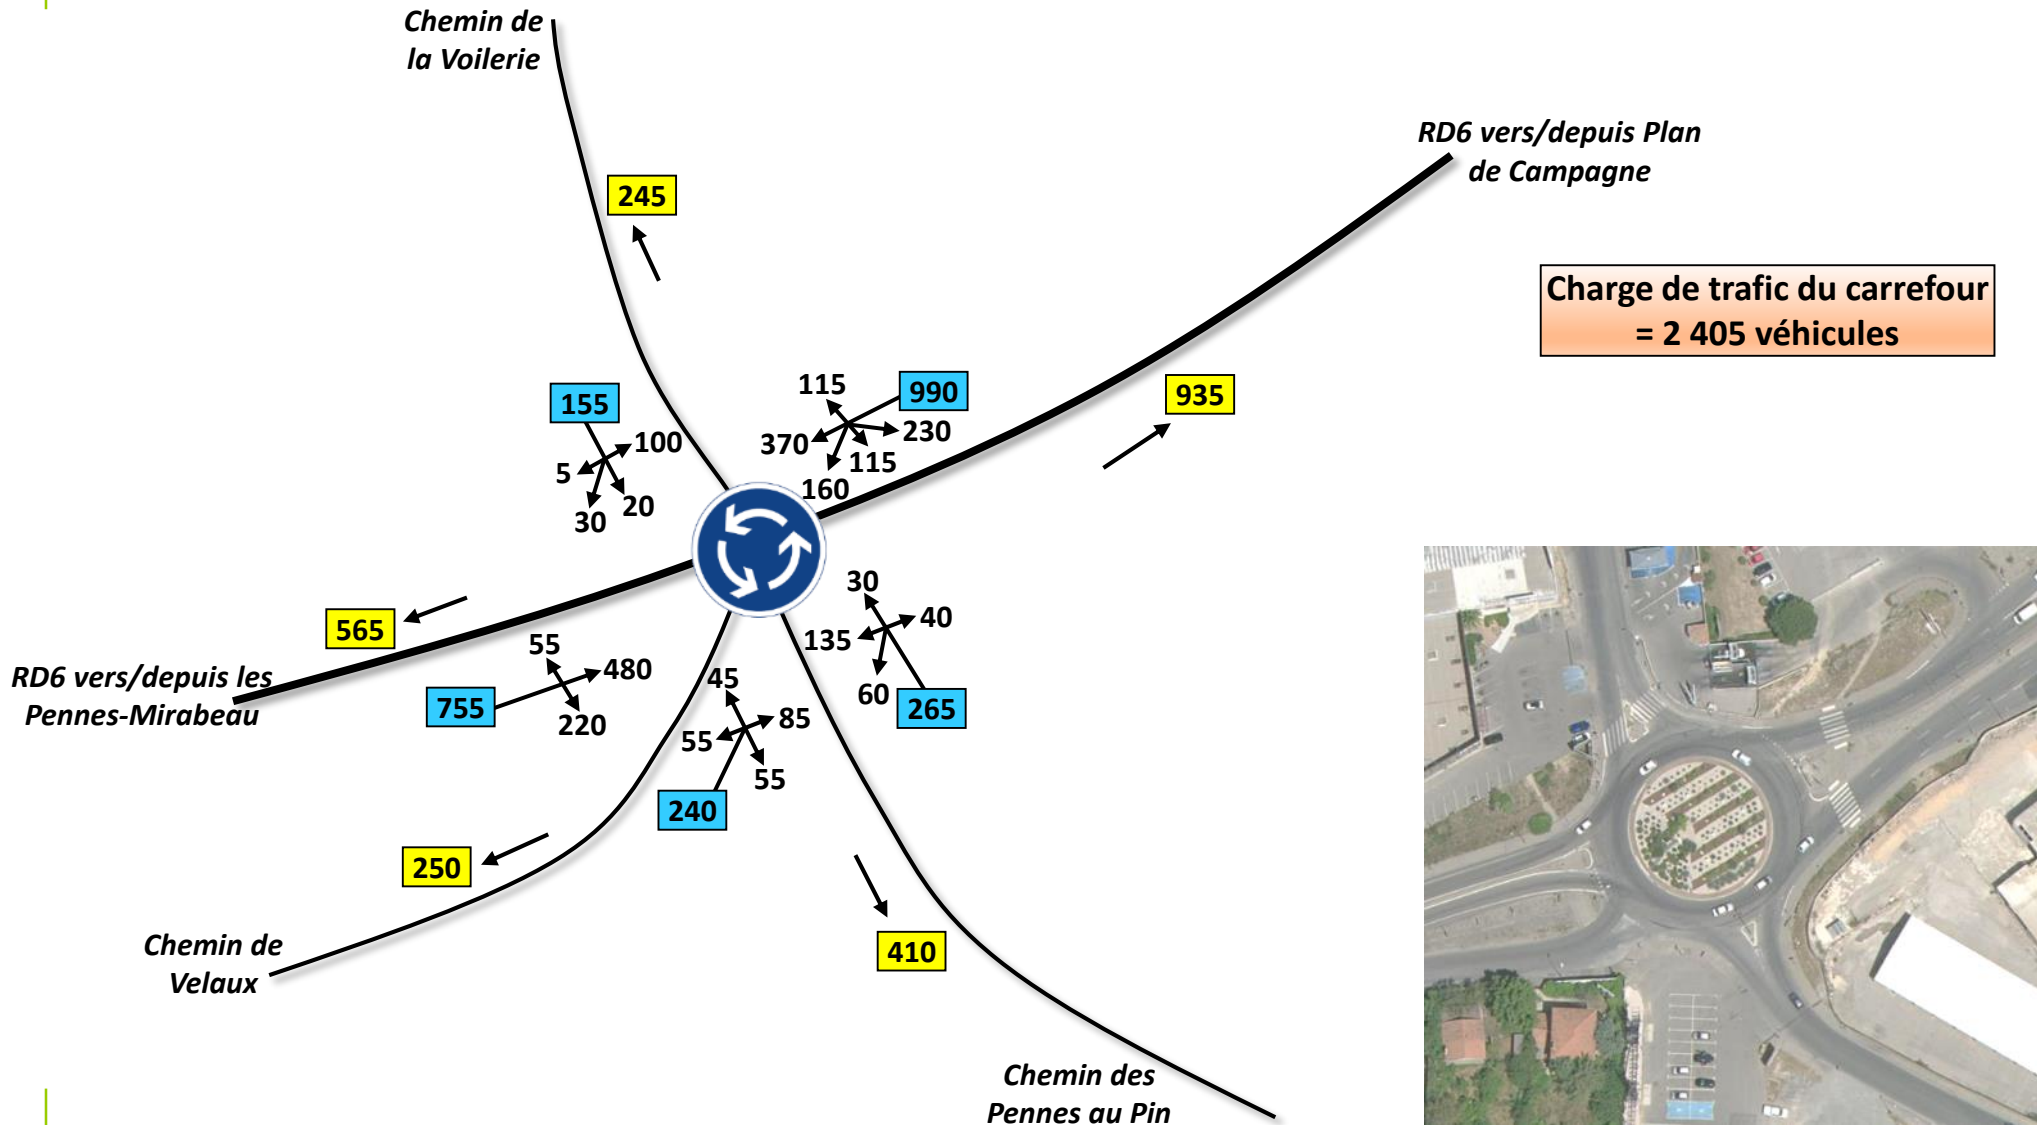 Chemin de
la Voilerie
RD6 vers/depuis Plan
de Campagne
245
Charge de trafic du carrefour
= 2 405 véhicules
115
990
935
155
230
370
100
115
5
160
20
30
30
40
565
135
55
480
RD6 vers/depuis les
Pennes-Mirabeau
45
60
755
265
220
85
55
55
240
250
Chemin de
Velaux
410
Chemin des
Pennes au Pin